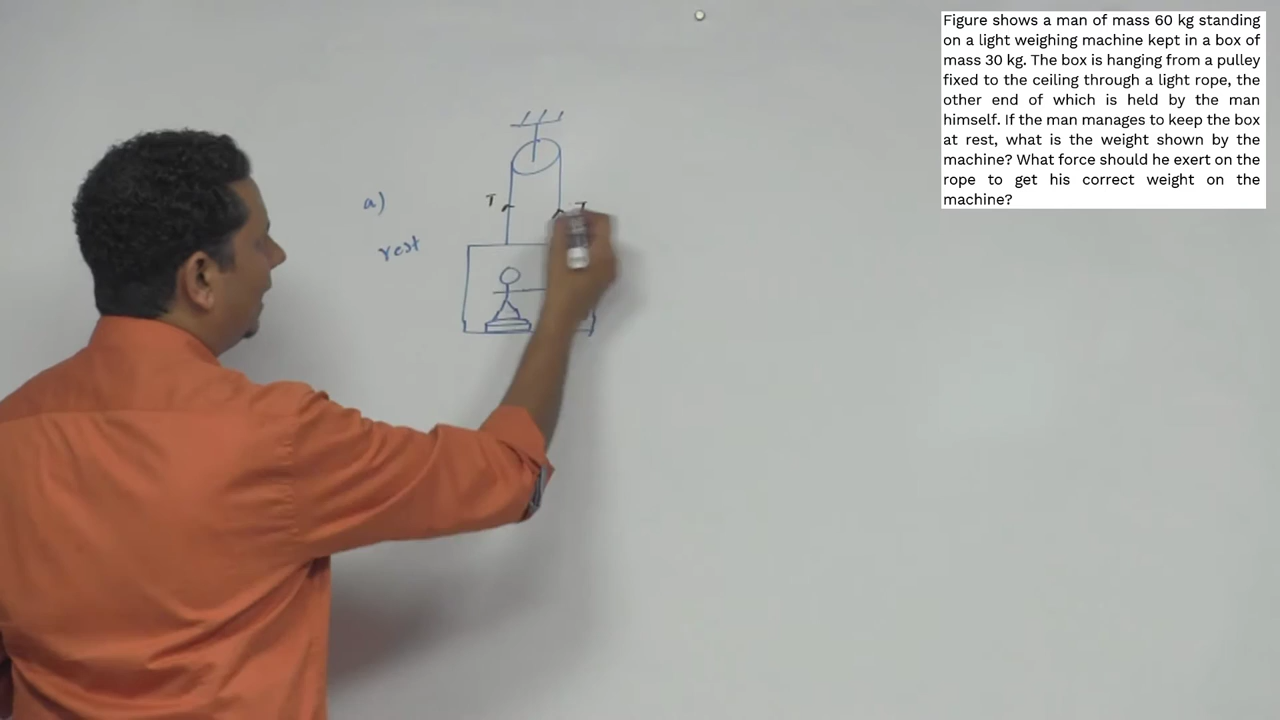 Figure shows a man of mass 60 kg standing
on a light weighing machine kept in a box of
mass 30 kg. The box is hanging from a pulley
fixed to the ceiling through a light rope, the
other end of which is held by the man
himself. If the man manages to keep the box
at rest, what is the weight shown by the
machine? What force should he exert on the
rope to get his correct weight on the
machine?
a)
T
T
rest